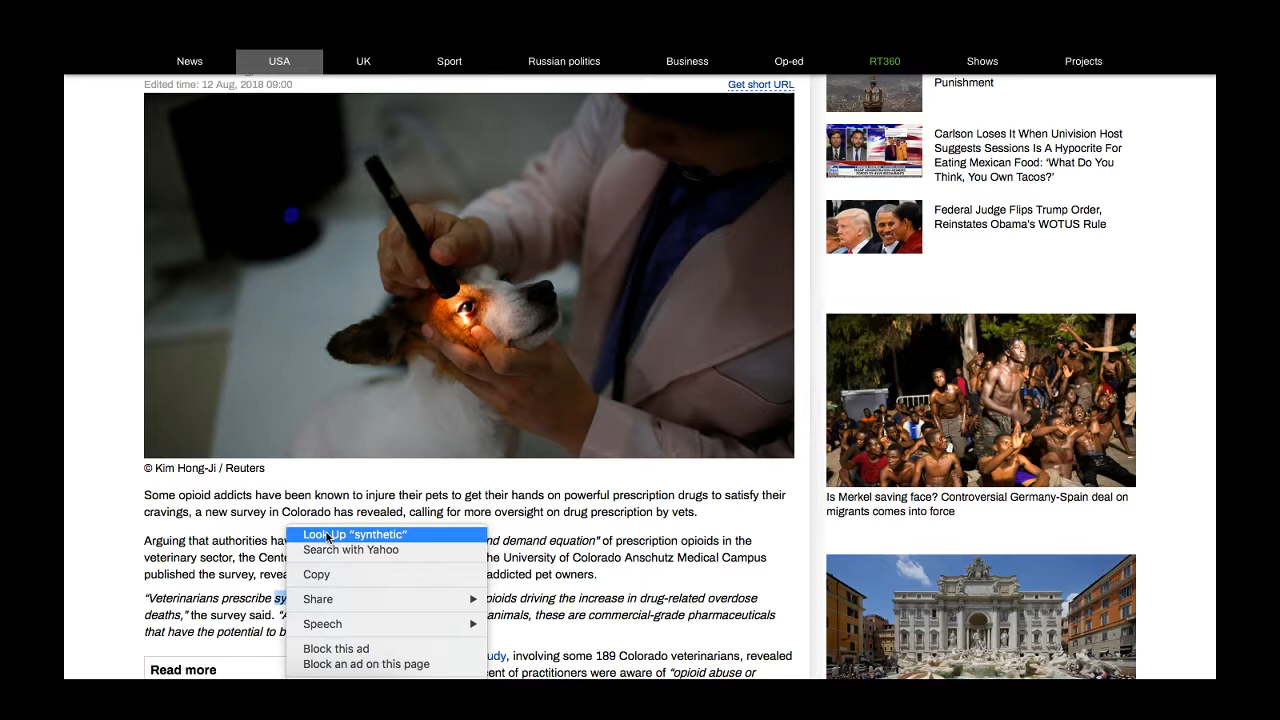 News USA UK Sport Russian politics Business Op-ed RT360 Shows Projects
Edited time: 12 Aug, 2018 09:00
Get short URL
© Kim Hong-Ji / Reuters
Some opioid addicts have been known to injure their pets to get their hands on powerful prescription drugs to satisfy their
cravings, a new survey in Colorado has revealed, calling for more oversight on drug prescription by vets.
Arguing that authorities hav
nd demand equation" of prescription opioids in the
veterinary sector, the Cent
he University of Colorado Anschutz Medical Campus
published the survey, revea
addicted pet owners.
"Veterinarians prescribe sy
pioids driving the increase in drug-related overdose
deaths," the survey said. "A
animals, these are commercial-grade pharmaceuticals
that have the potential to b
udy, involving some 189 Colorado veterinarians, revealed
Read more
cent of practitioners were aware of "opioid abuse or
Look Up "synthetic"
Search with Yahoo
Copy
Share
Speech
Block this ad
Block an ad on this page
Punishment
Carlson Loses It When Univision Host
Suggests Sessions Is A Hypocrite For
Eating Mexican Food: 'What Do You
Think, You Own Tacos?'
Federal Judge Flips Trump Order,
Reinstates Obama's WOTUS Rule
Is Merkel saving face? Controversial Germany-Spain deal on
migrants comes into force